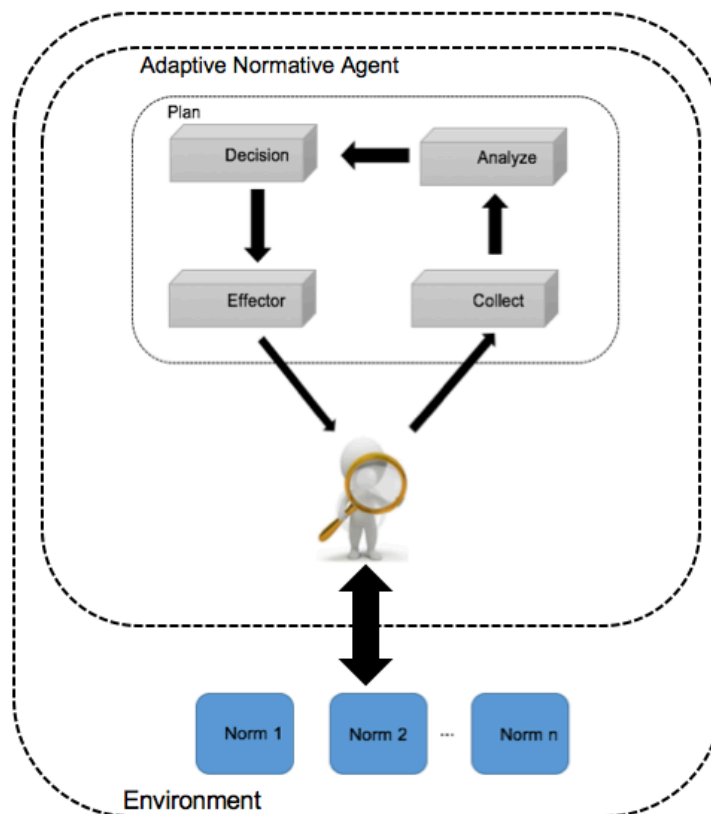 Adaptive Normative Agent
Plan
Decision
Analyze
Effector
Collect
Norm 1
Norm 2
...
Norm n
Environment